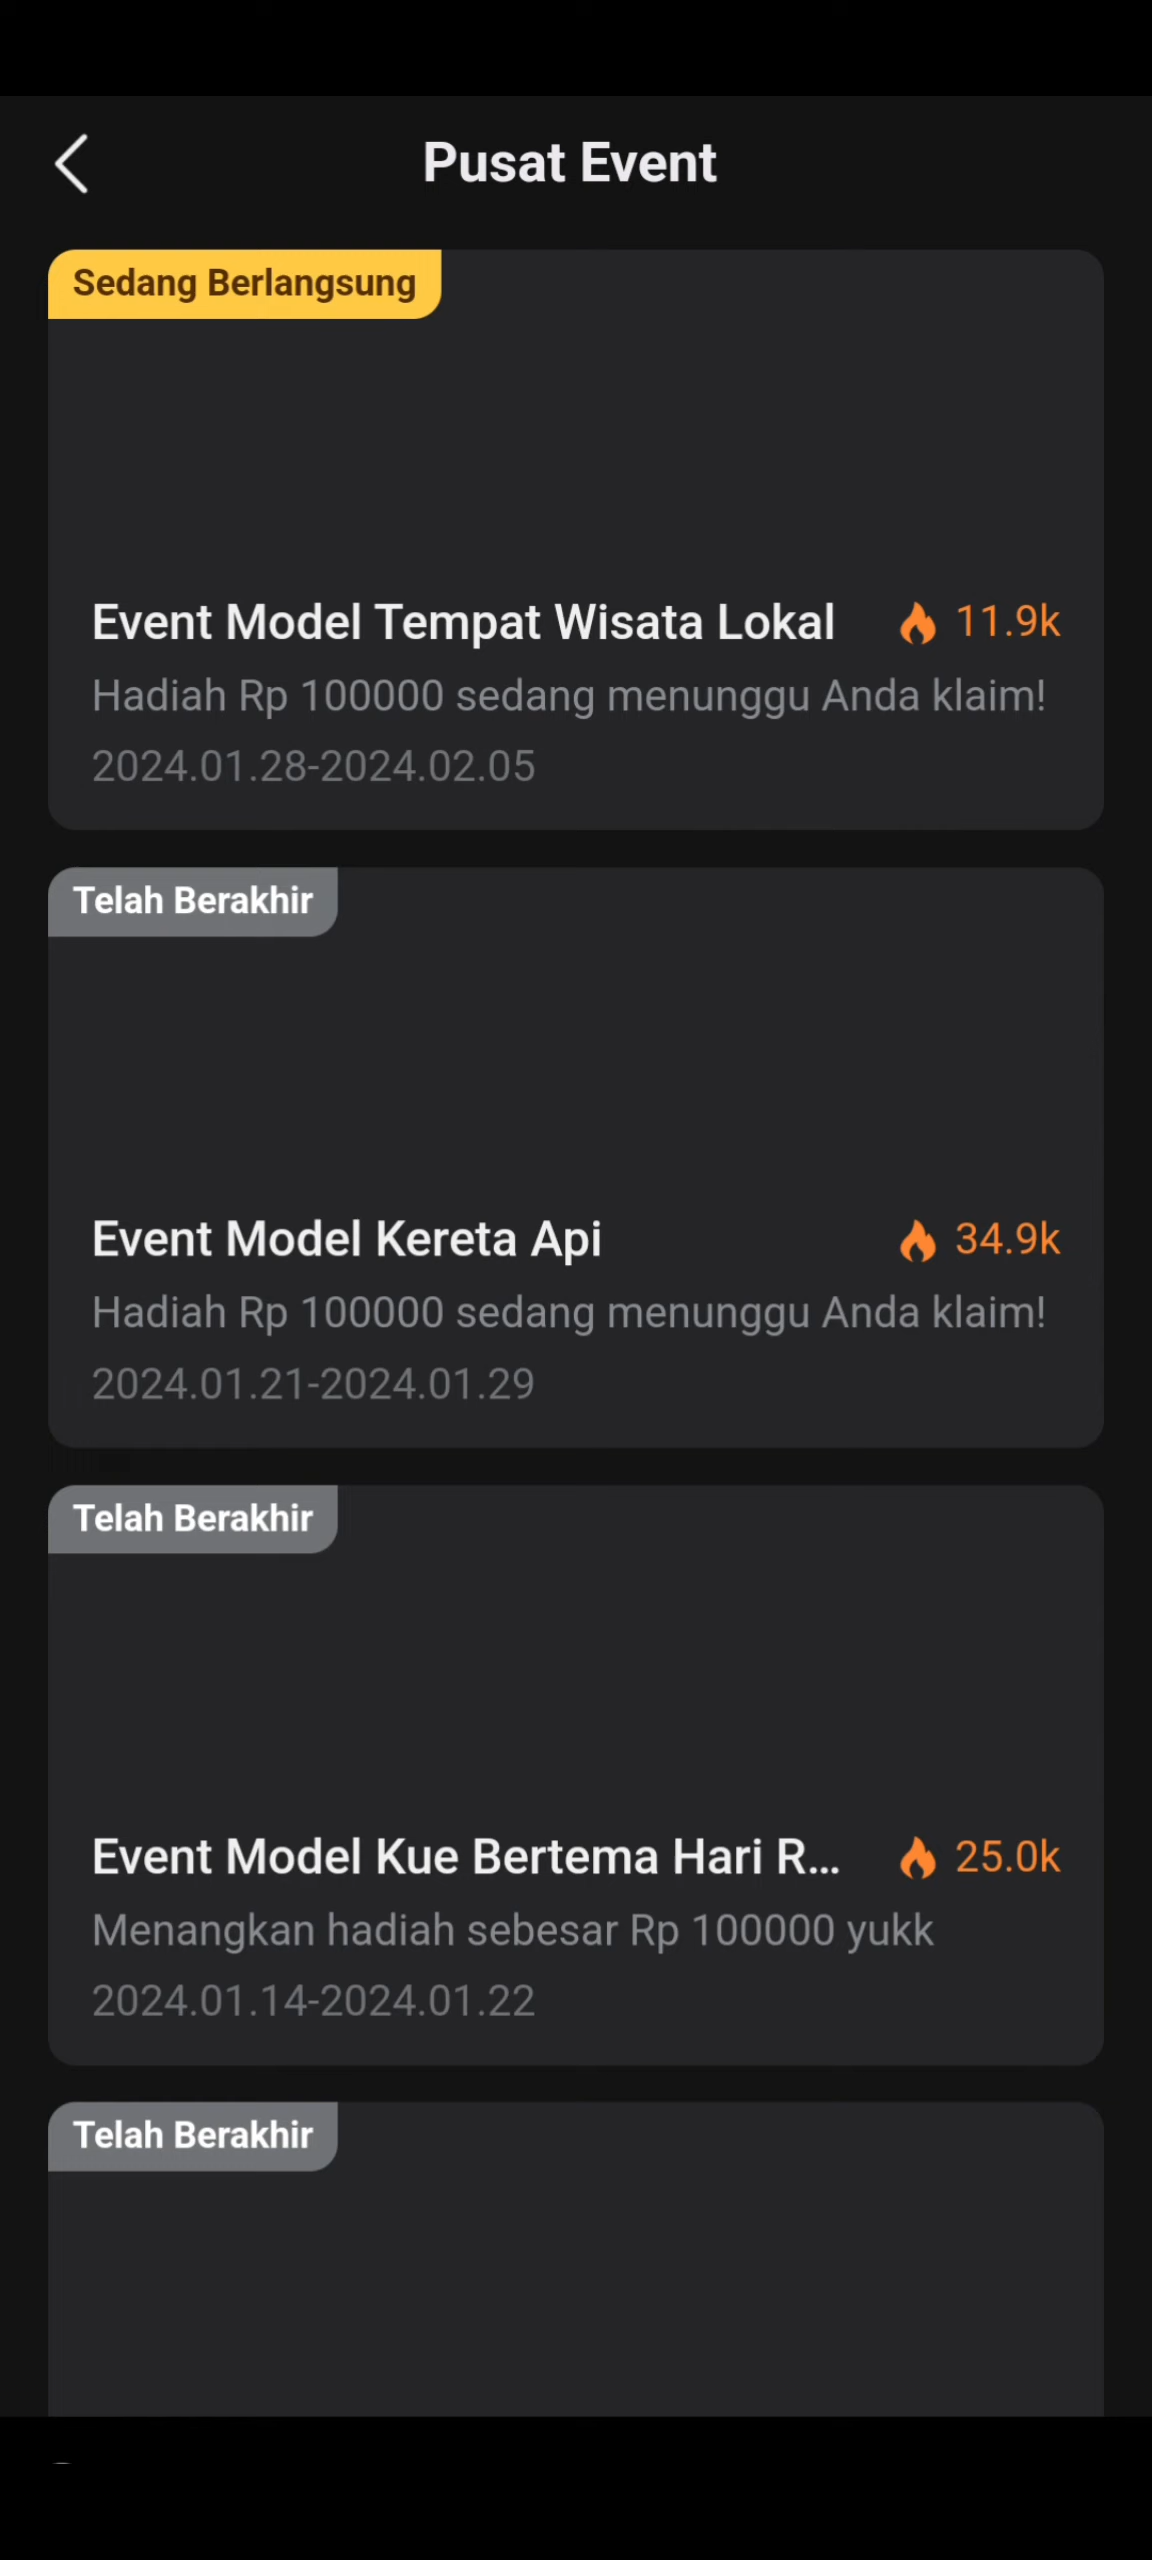 Pusat Event
Sedang Berlangsung
Event Model Tempat Wisata Lokal 11.9k
Hadiah Rp 100000 sedang menunggu Anda klaim!
2024.01.28-2024.02.05
Telah Berakhir
Event Model Kereta Api 34.9k
Hadiah Rp 100000 sedang menunggu Anda klaim!
2024.01.21-2024.01.29
Telah Berakhir
Event Model Kue Bertema Hari R... 25.0k
Menangkan hadiah sebesar Rp 100000 yukk
2024.01.14-2024.01.22
Telah Berakhir